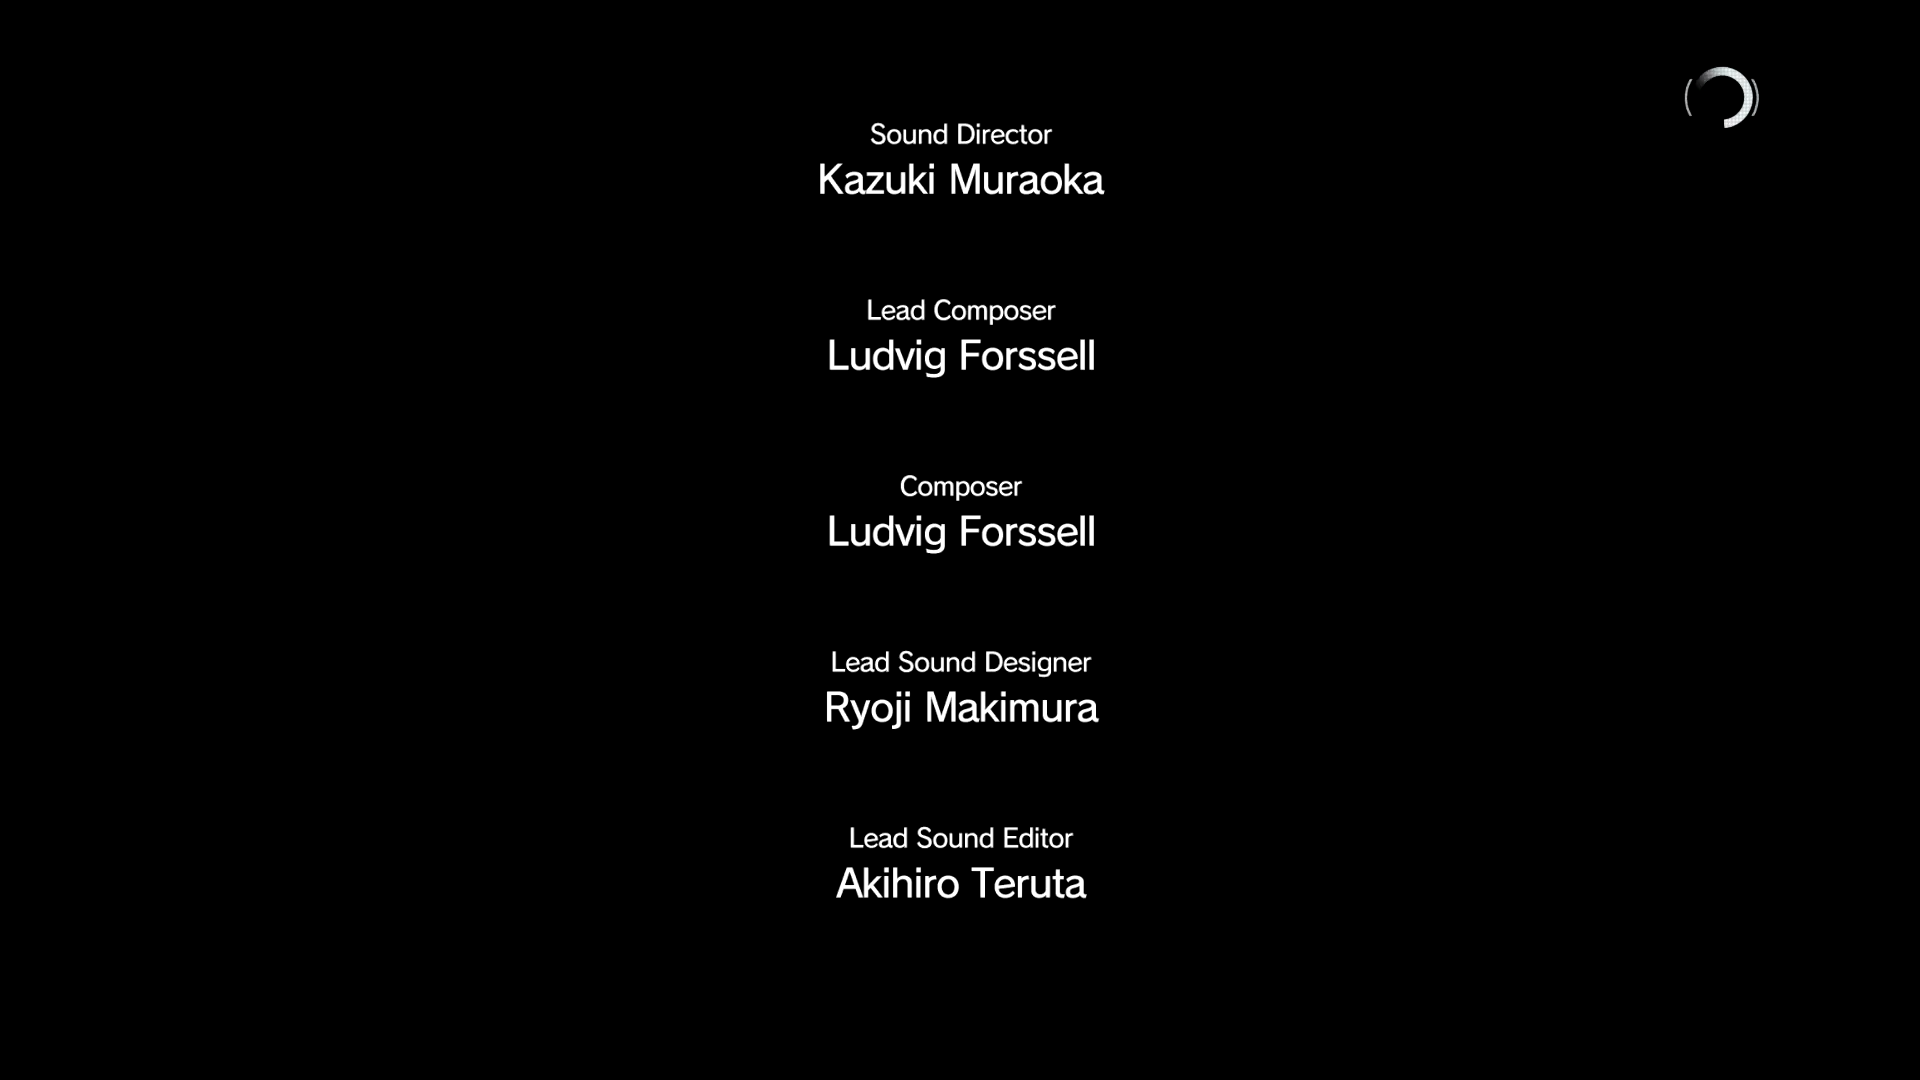 Sound Director
Kazuki Muraoka
Lead Composer
Ludvig Forssell
Composer
Ludvig Forssell
Lead Sound Designer
Ryoji Makimura
Lead Sound Editor
Akihiro Teruta